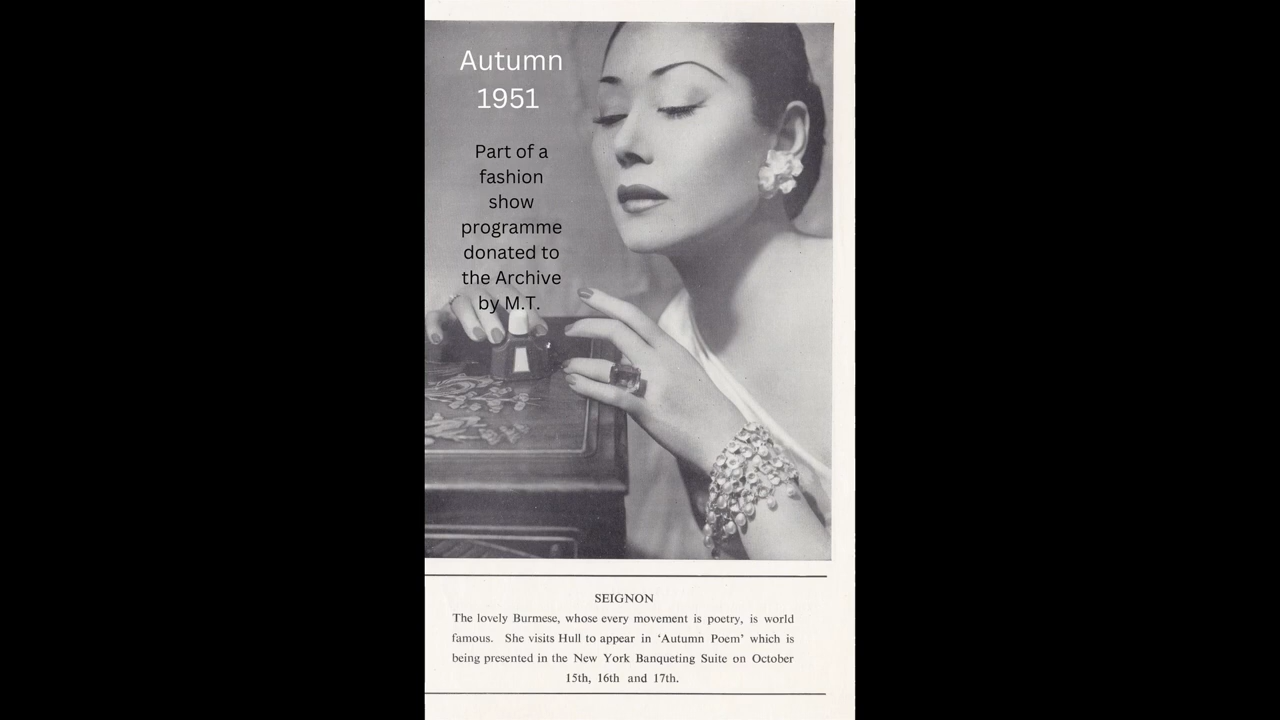 Autumn
1951
Part of a
fashion
show
programme
donated to
the Archive
by M.T.
SEIGNON
The lovely Burmese, whose every movement is poetry, is world
famous. She visits Hull to appear in ‘Autumn Poem’ which is
being presented in the New York Banqueting Suite on October
15th, 16th and 17th.